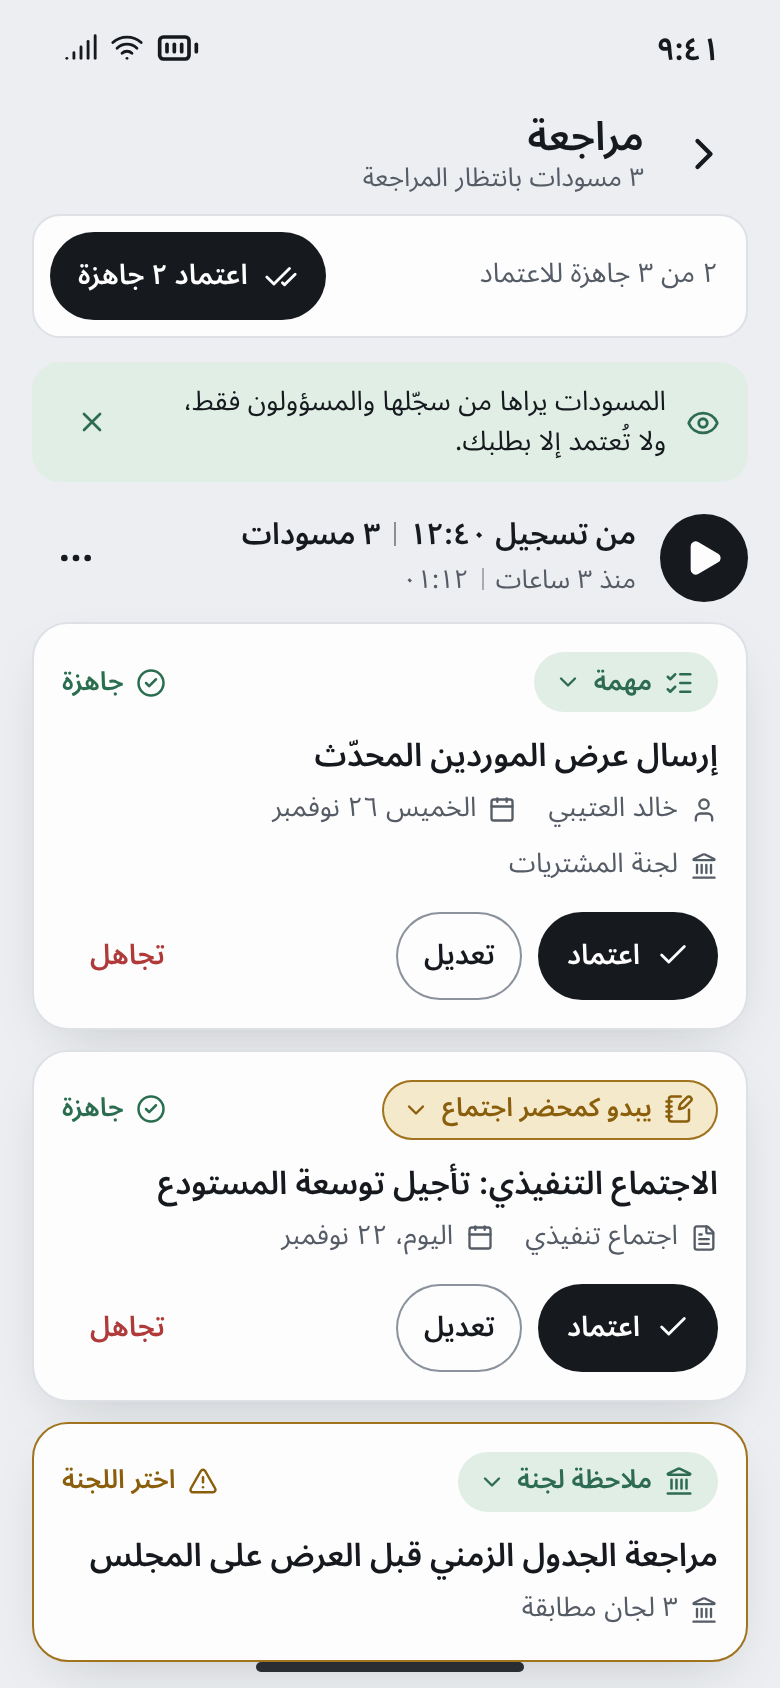 ٩:٤١
مراجعة
٣ مسودات بانتظار المراجعة
٢ من ٣ جاهزة للاعتماد
اعتماد ٢ جاهزة
المسودات يراها من سجّلها والمسؤولون فقط،
ولا تُعتمد إلا بطلبك.
من تسجيل ١٢:٤٠ | ٣ مسودات
منذ ٣ ساعات | ٠١:١٢
مهمة
جاهزة
إرسال عرض الموردين المحدّث
خالد العتيبي
الخميس ٢٦ نوفمبر
لجنة المشتريات
اعتماد
تعديل
تجاهل
يبدو كمحضر اجتماع
جاهزة
الاجتماع التنفيذي: تأجيل توسعة المستودع
اجتماع تنفيذي
اليوم، ٢٢ نوفمبر
اعتماد
تعديل
تجاهل
ملاحظة لجنة
اختر اللجنة
مراجعة الجدول الزمني قبل العرض على المجلس
٣ لجان مطابقة